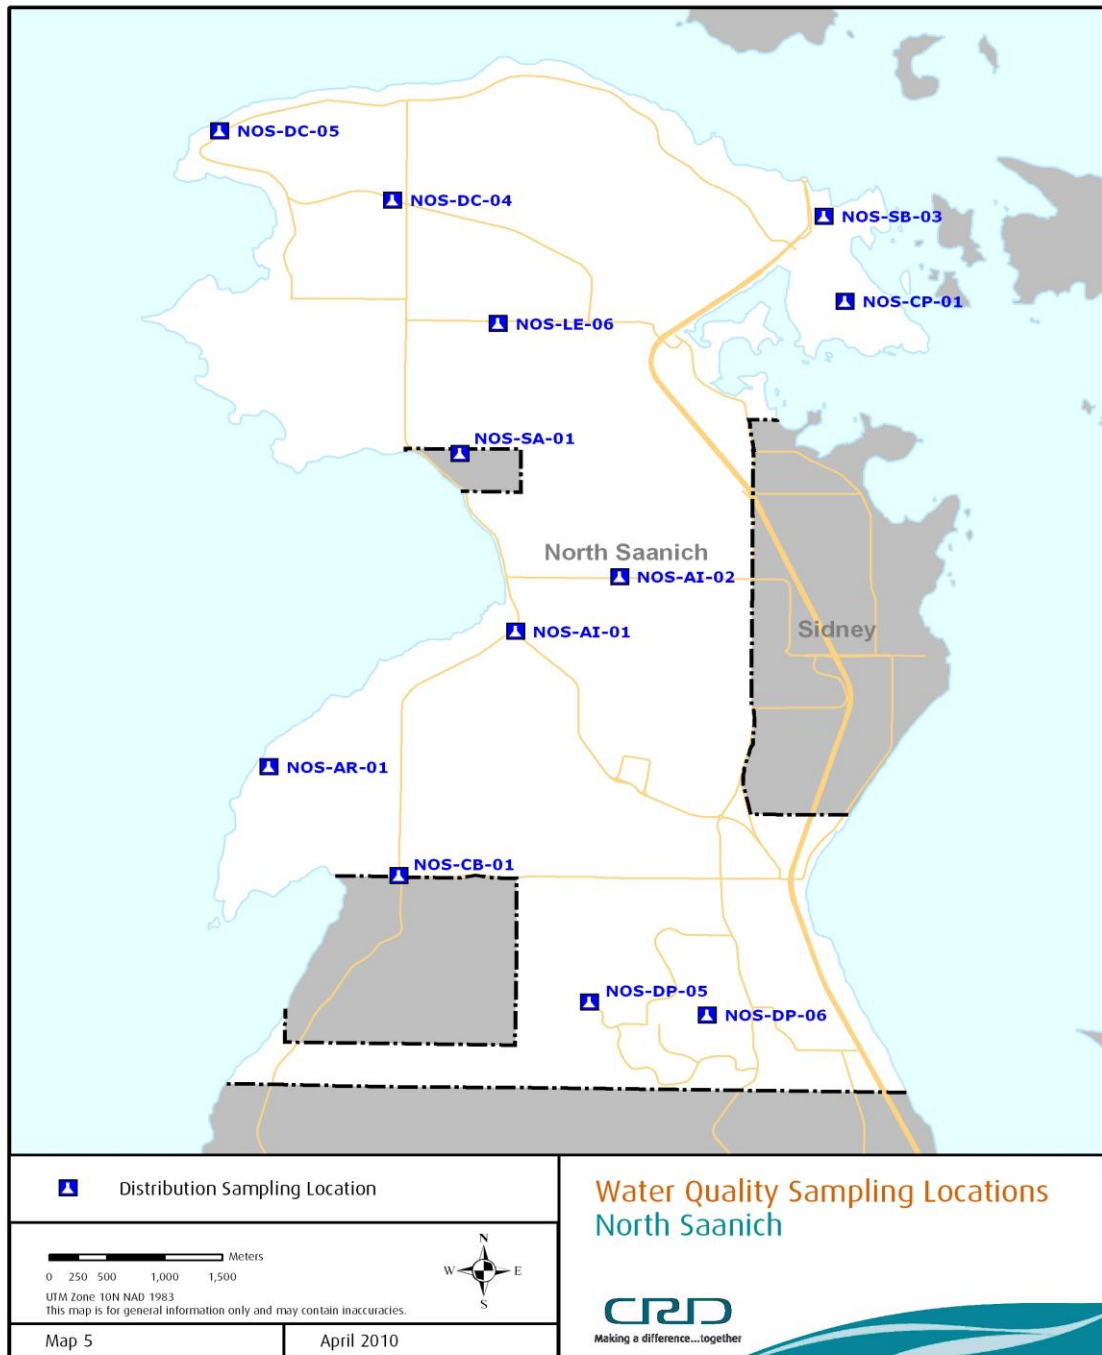 NOS-DC-05
NOS-DC-04
NOS-SB-03
NOS-CP-01
NOS-LE-06
NOS-SA-01
North Saanich
NOS-AI-02
NOS-AI-01
Sidney
NOS-AR-01
NOS-CB-01
NOS-DP-05
NOS-DP-06
Distribution Sampling Location
Meters
0 250 500 1,000 1,500
UTM Zone 10N NAD 1983
This map is for general information only and may contain inaccuracies.
N
W E
S
Map 5
April 2010
Water Quality Sampling Locations
North Saanich
CRD
Making a difference...together